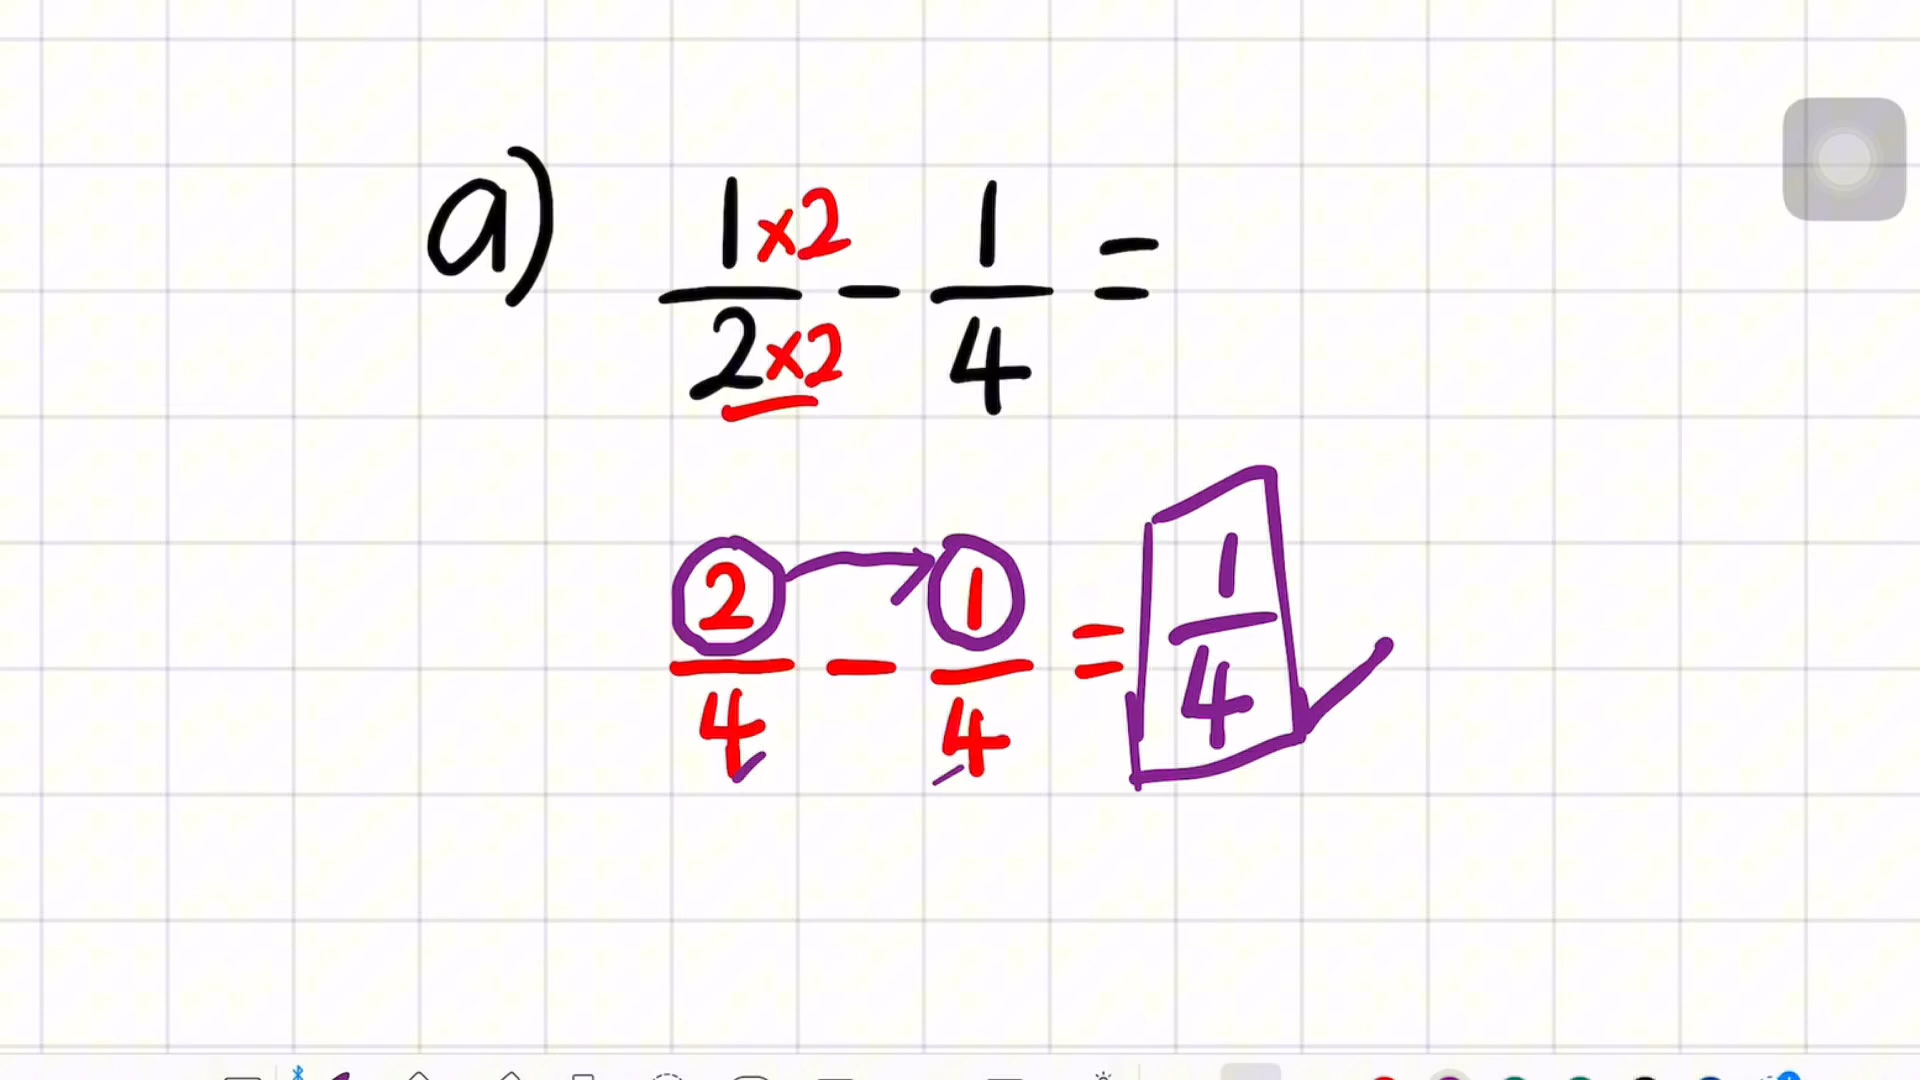 a) 1×2/2×2 - 1/4 =
2/4 - 1/4 = 1/4